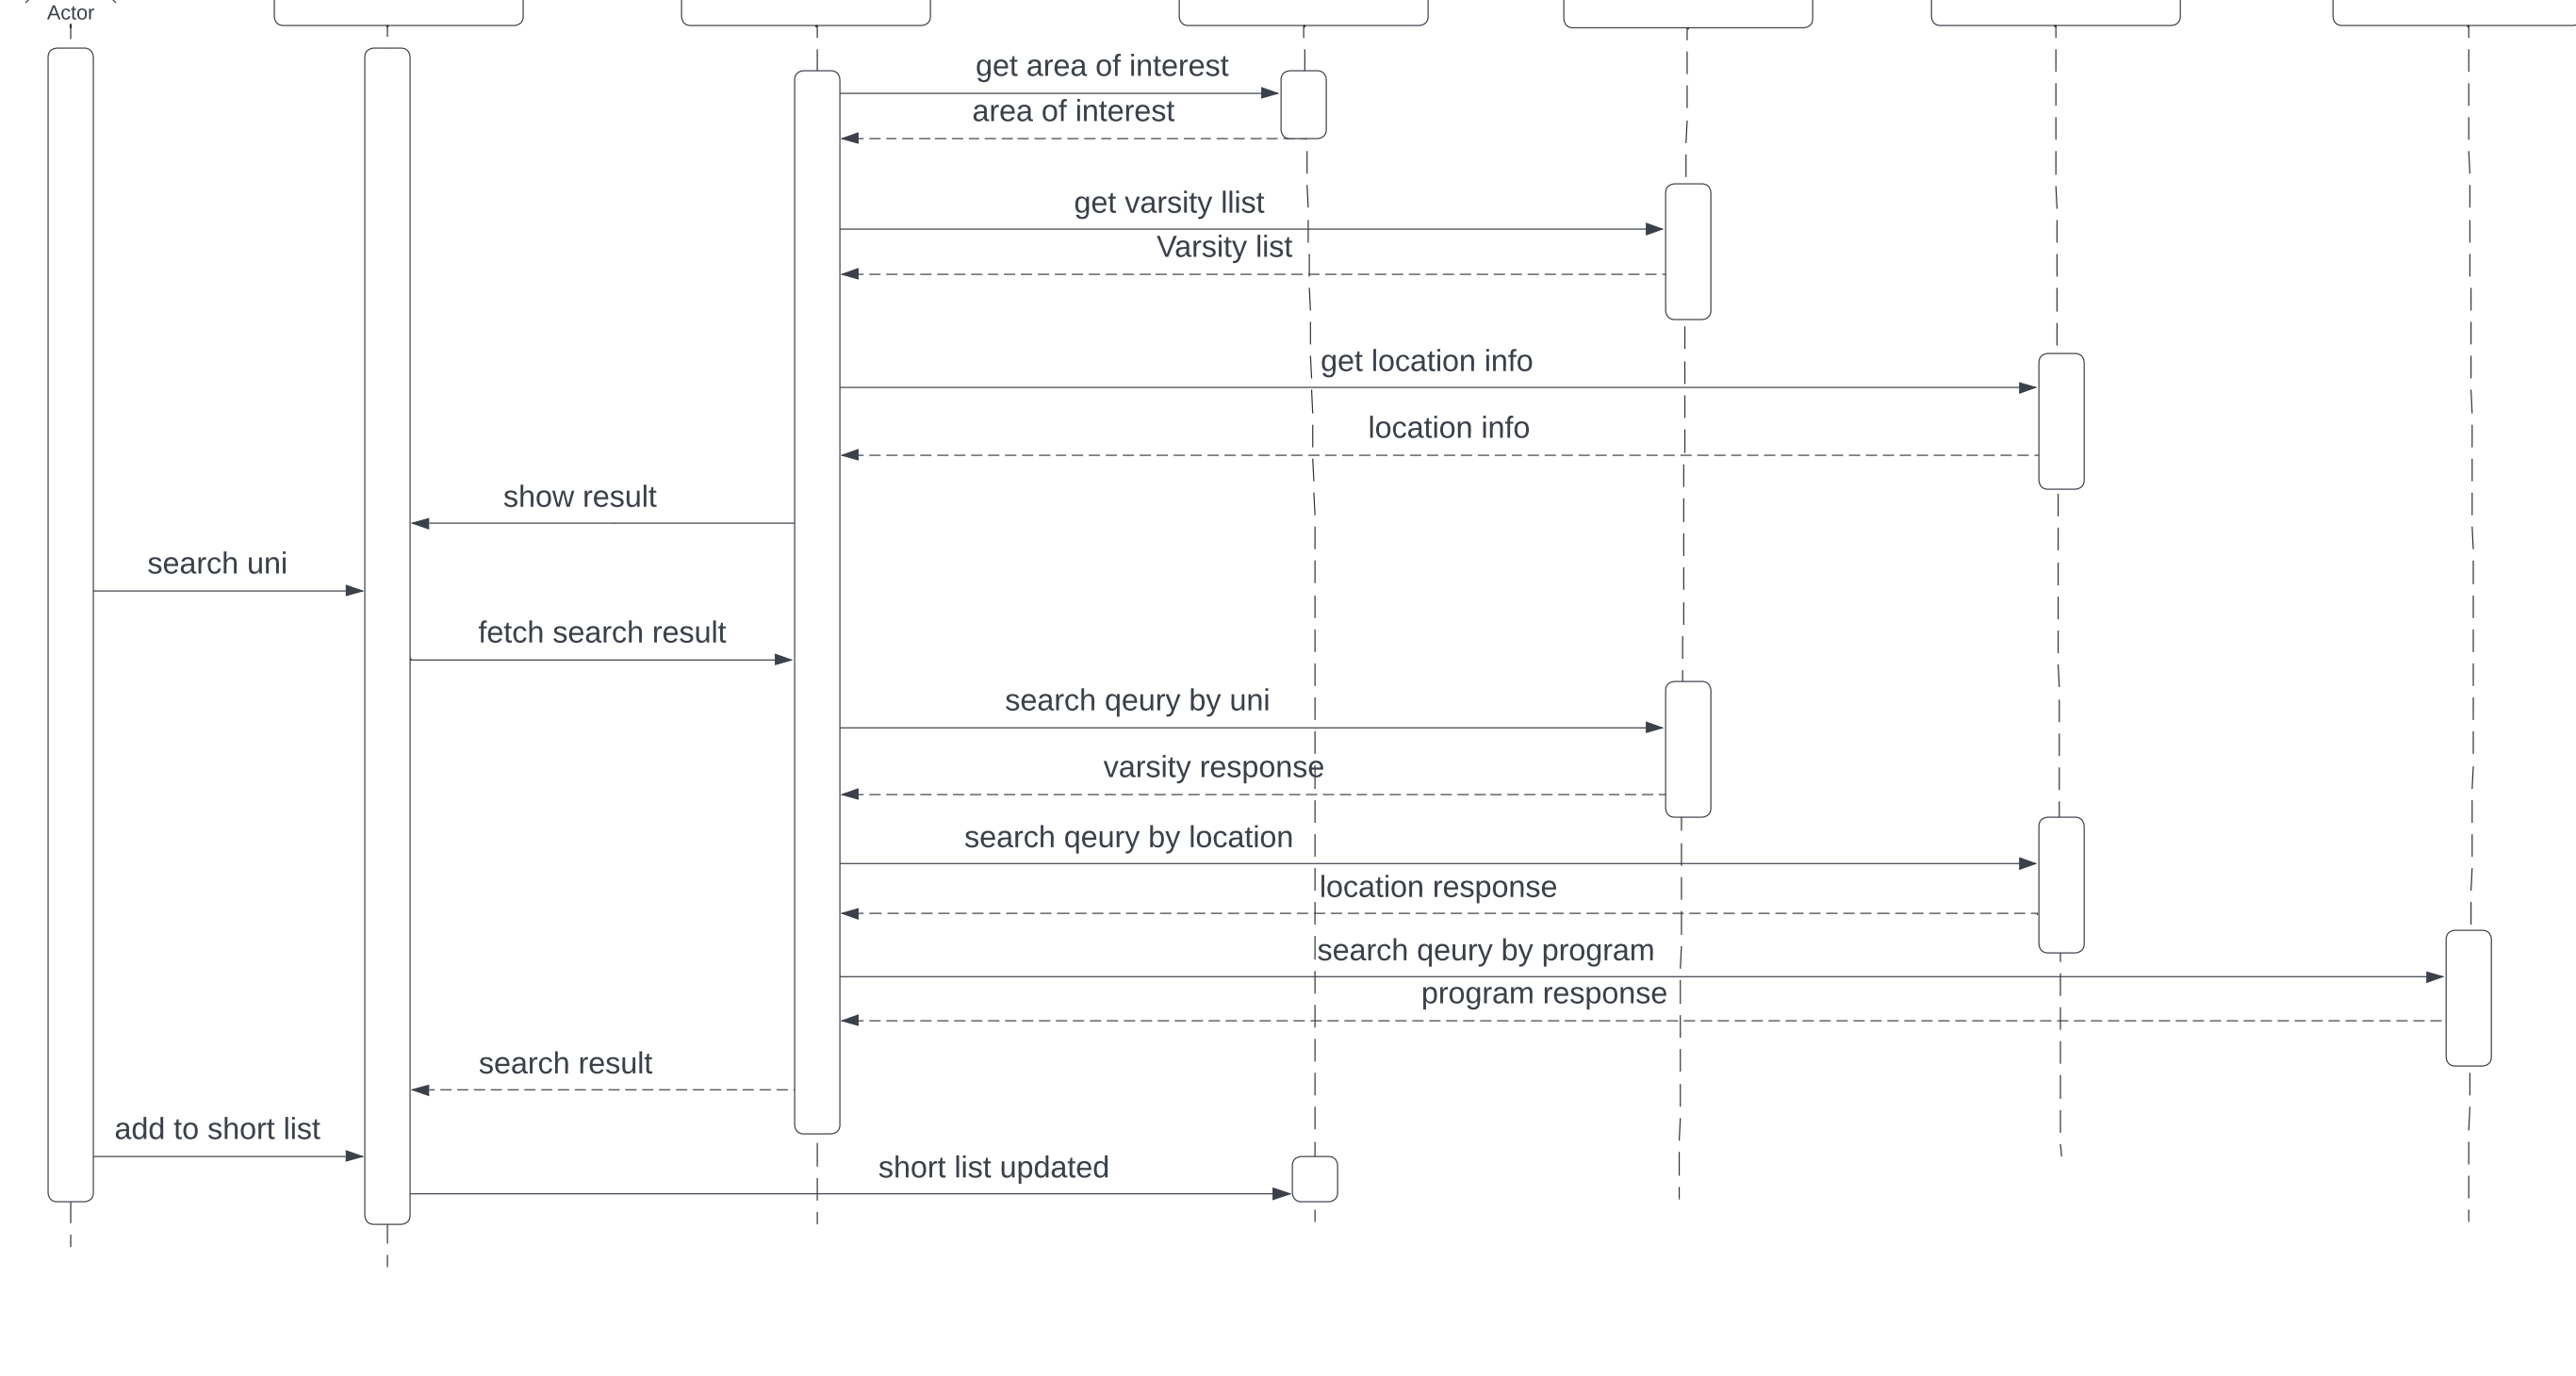 Actor
get area of interest
area of interest
get varsity llist
Varsity list
get location info
location info
show result
search uni
fetch search result
search qeury by uni
varsity response
search qeury by location
location response
search qeury by program
program response
search result
add to short list
short list updated